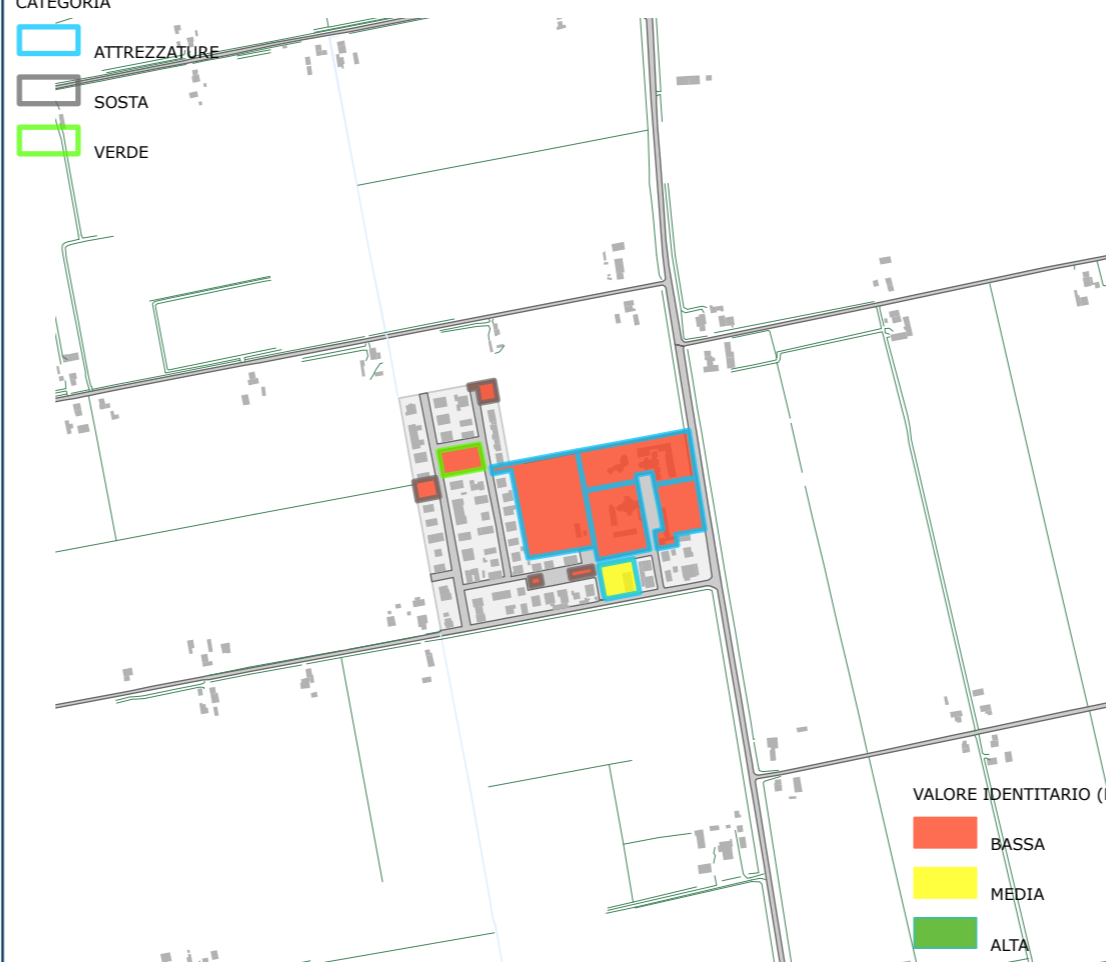 CATEGORIA
ATTREZZATURE
SOSTA
VERDE
VALORE IDENTITARIO (
BASSA
MEDIA
ALTA